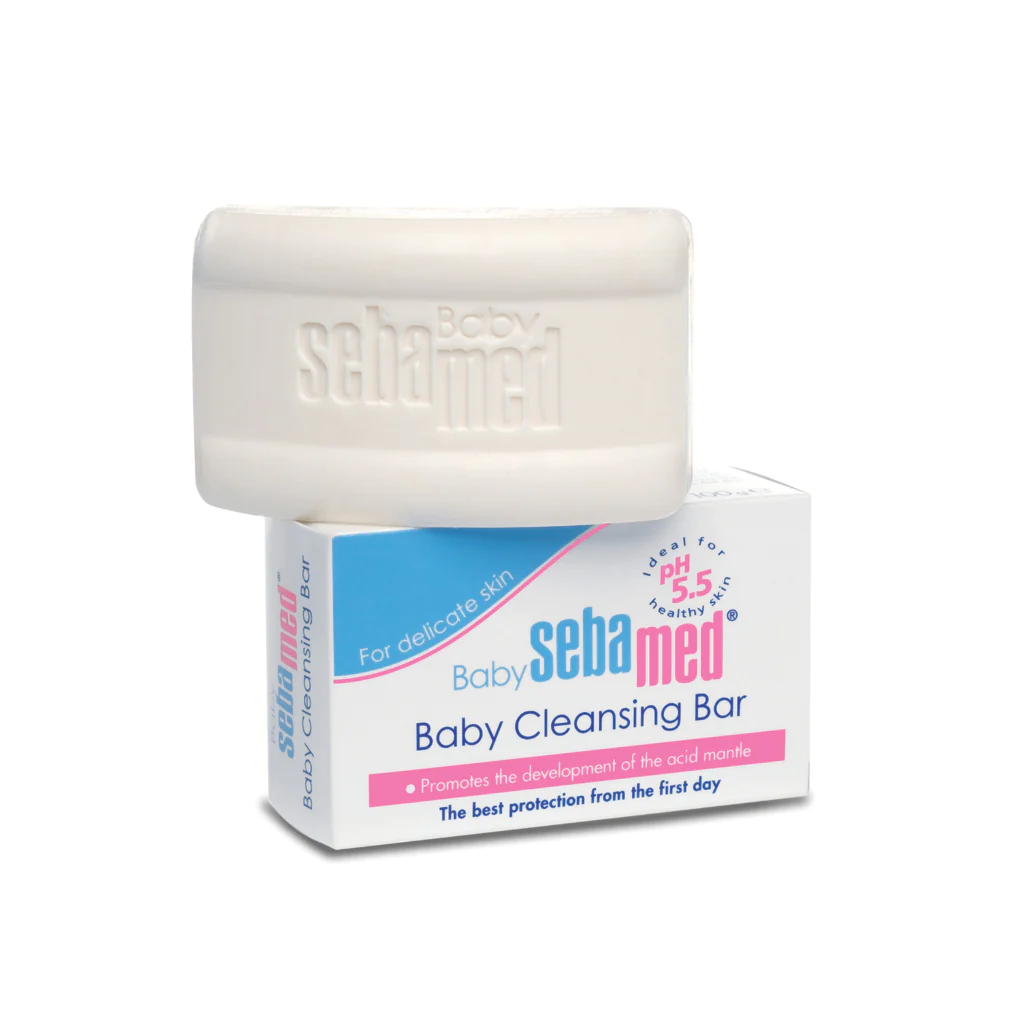 Baby
sebamed
100 g ℮
For delicate skin
Ideal for
pH
5.5
healthy skin
Baby sebamed®
Baby Cleansing Bar
• Promotes the development of the acid mantle
The best protection from the first day
Baby
sebamed®
Baby Cleansing Bar